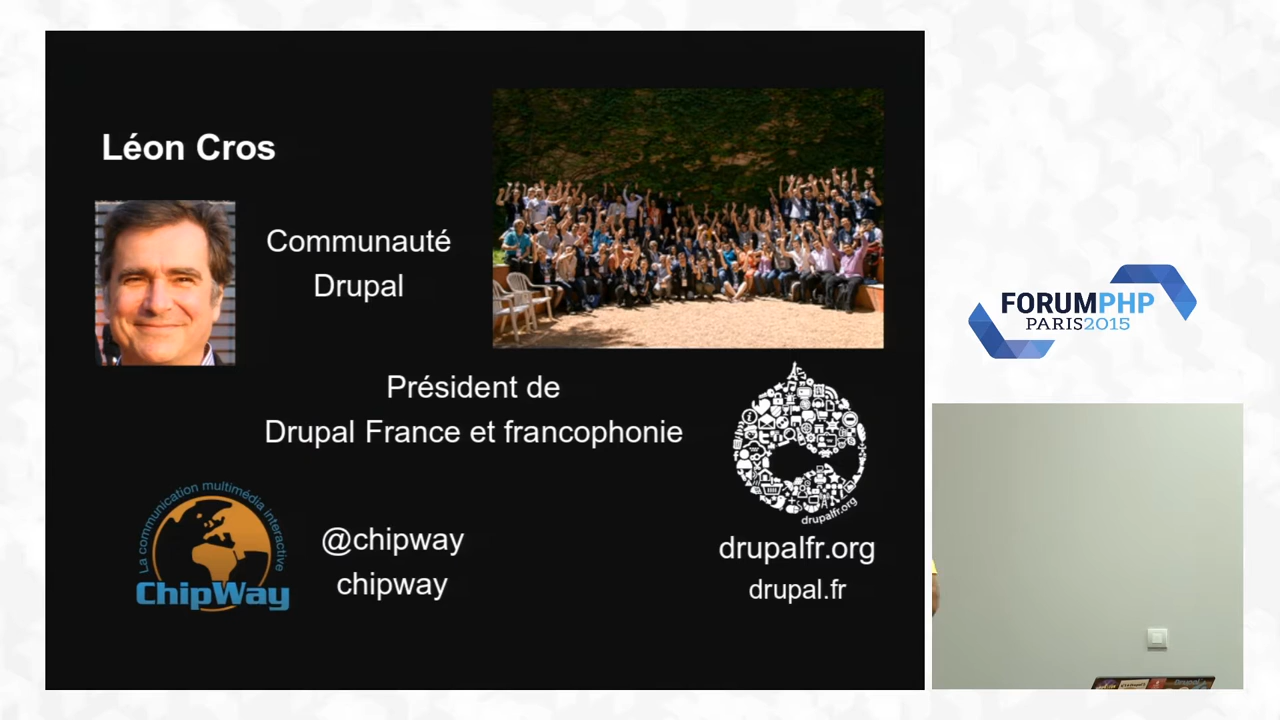 Léon Cros
Communauté
Drupal
Président de
Drupal France et francophonie
drupalfr.org
La communication multimédia interactive
ChipWay
@chipway
chipway
drupalfr.org
drupal.fr
FORUMPHP
PARIS2015
Drupal